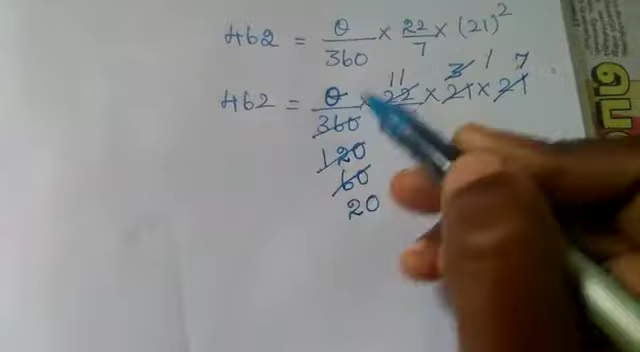 462 = θ/360 × 22/7 × (21)²
11 3 1 7
462 = θ/360 × 22 × 21 × 21
120
60
20